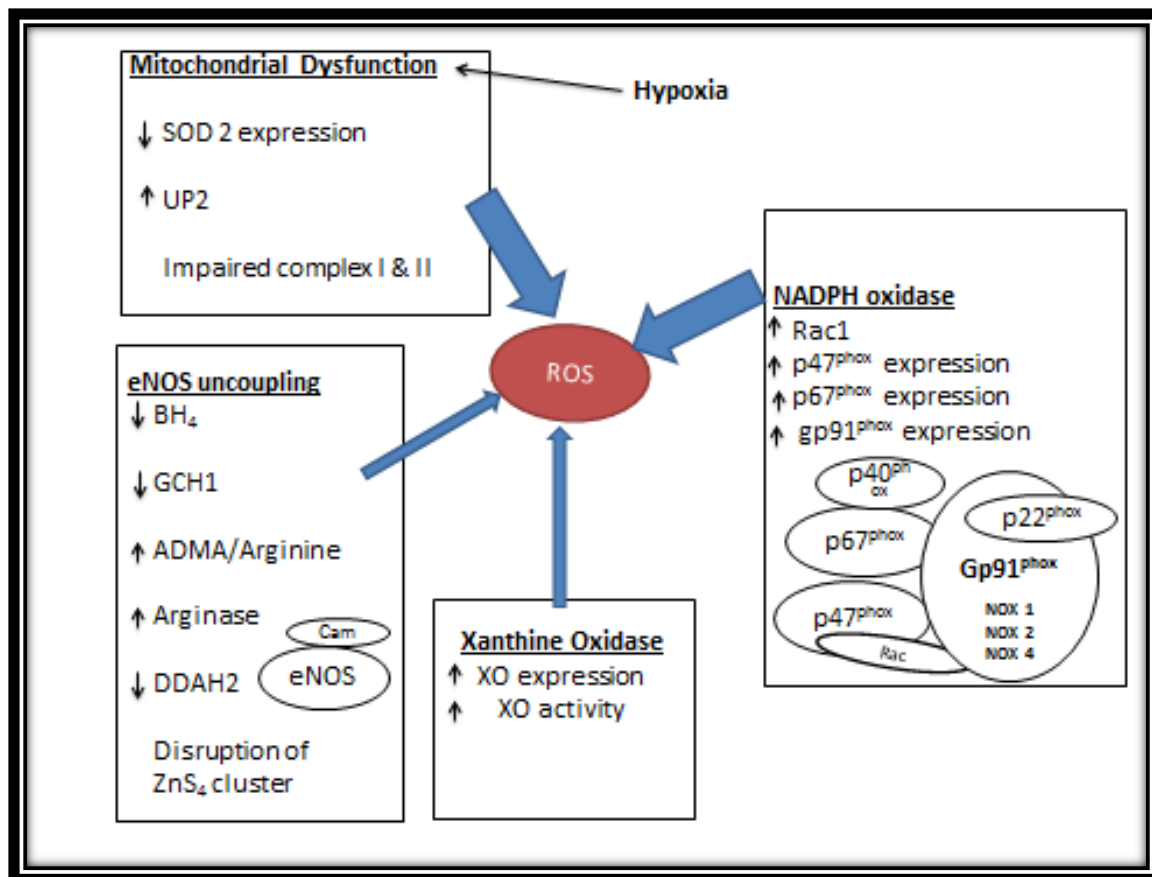 Mitochondrial Dysfunction
↓ SOD 2 expression
↑ UP2
Impaired complex I & II
Hypoxia
ROS
eNOS uncoupling
↓ BH₄
↓ GCH1
↑ ADMA/Arginine
↑ Arginase
↓ DDAH2
Cam
eNOS
Disruption of
ZnS₄ cluster
Xanthine Oxidase
↑ XO expression
↑ XO activity
NADPH oxidase
↑ Rac1
↑ p47ᵖʰᵒˣ expression
↑ p67ᵖʰᵒˣ expression
↑ gp91ᵖʰᵒˣ expression
p40ᵖʰ
ᵒˣ
p67ᵖʰᵒˣ
p47ᵖʰᵒˣ
Rac
p22ᵖʰᵒˣ
Gp91ᵖʰᵒˣ
NOX 1
NOX 2
NOX 4